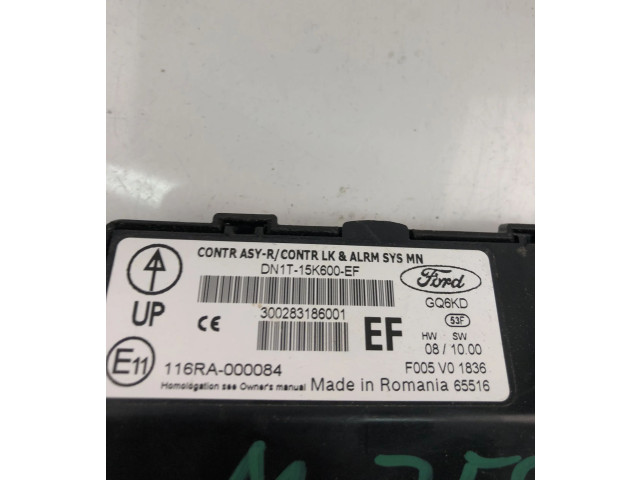 CONTR ASY-R/CONTR LK & ALRM SYS MN
DN1T-15K600-EF
Ford
GQ6KD
53F
UP
CE
300283186001
EF
HW SW
08 / 10.00
E11
116RA-000084
F005 V0 1836
Homologation see Owner's manual Made in Romania 65516